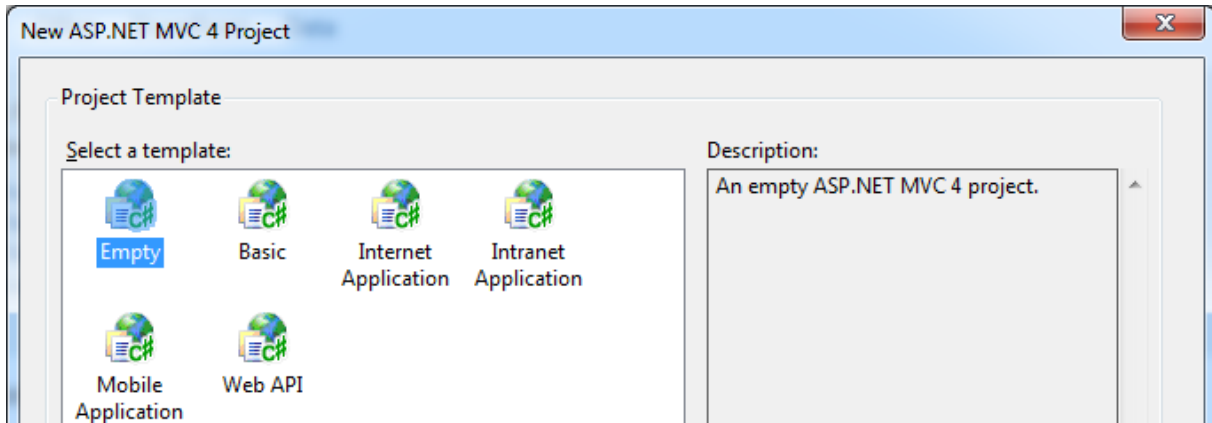 New ASP.NET MVC 4 Project
Project Template
Select a template:
Description:
An empty ASP.NET MVC 4 project.
Empty
Basic
Internet
Application
Intranet
Application
Mobile
Application
Web API